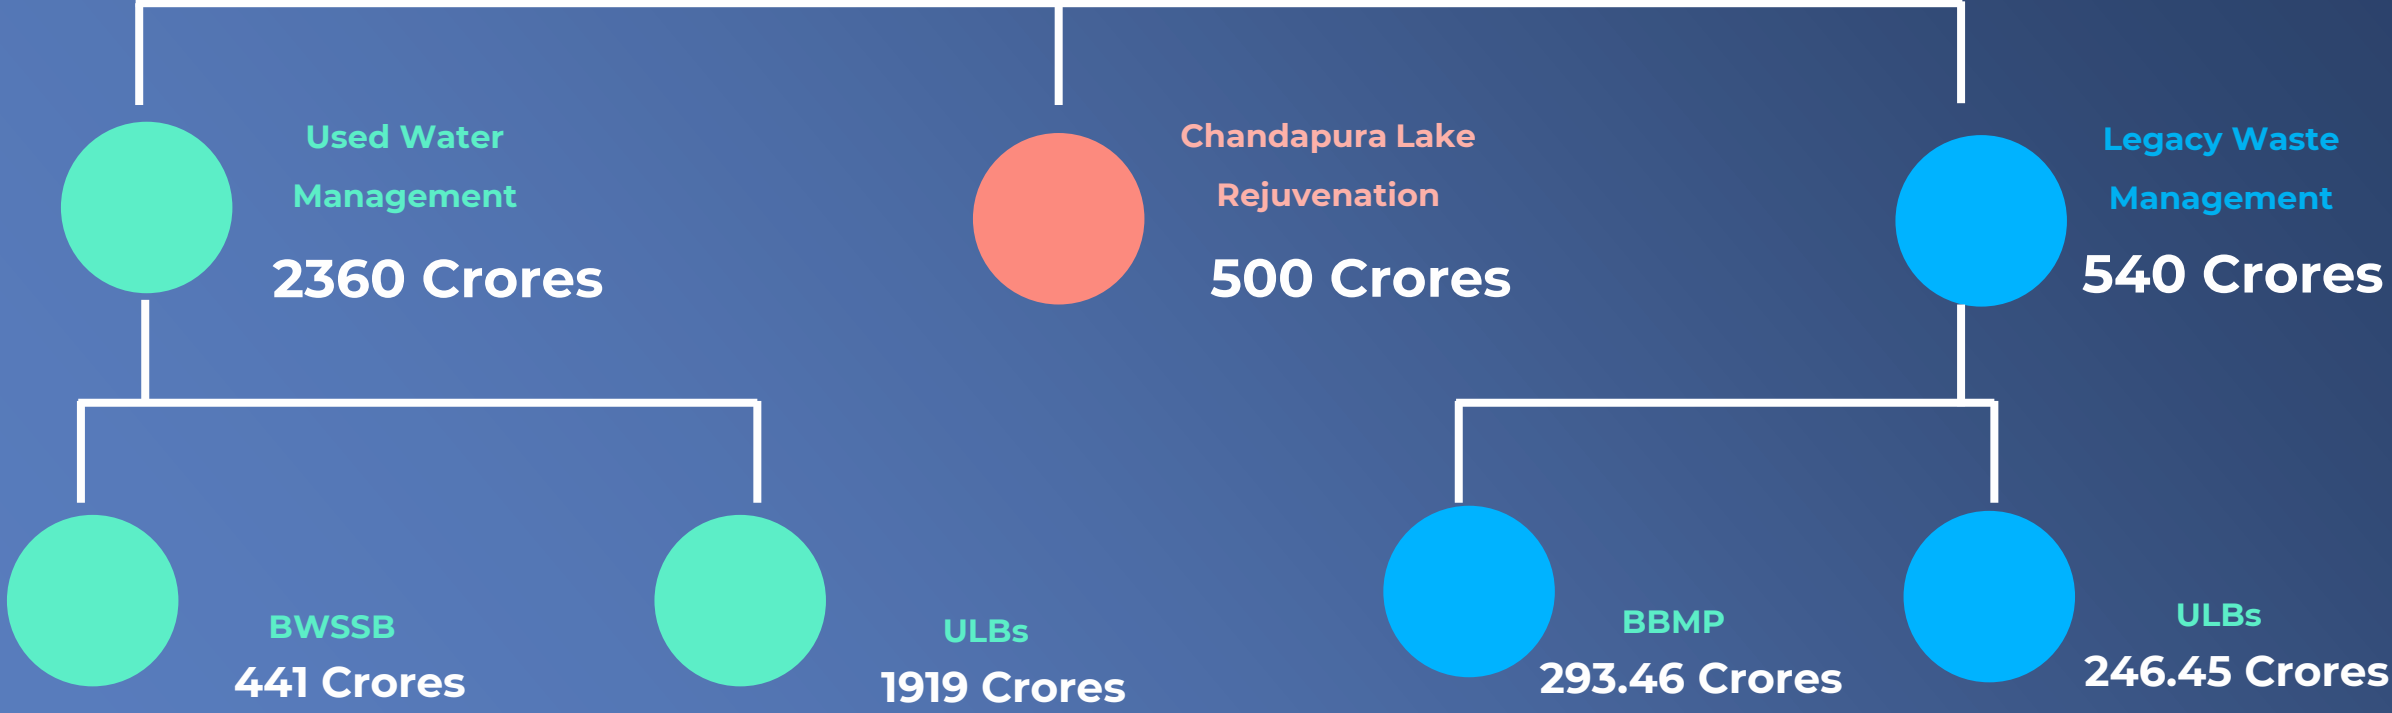 Used Water
Management
2360 Crores
Chandapura Lake
Rejuvenation
500 Crores
Legacy Waste
Management
540 Crores
BWSSB
441 Crores
ULBs
1919 Crores
BBMP
293.46 Crores
ULBs
246.45 Crores